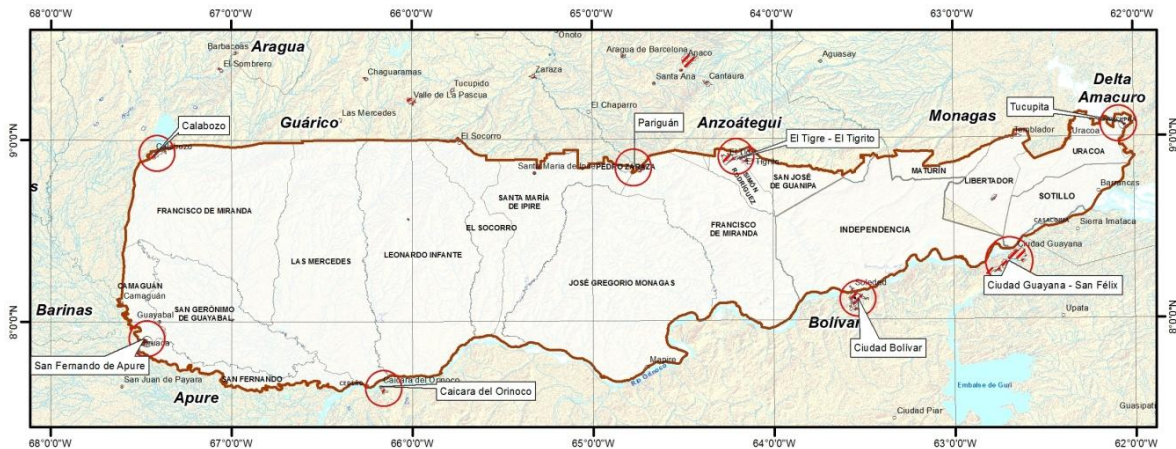 68°0'0"W 67°0'0"W 66°0'0"W 65°0'0"W 64°0'0"W 63°0'0"W 62°0'0"W
Barbacoas
Aragua
El Sombrero
Onoto
Aragua de Barcelona
Anaco
Aguasay
Chaguaramas
Tucupido
Zaraza
Santa Ana
Cantaura
Delta
Amacuro
Valle de La Pascua
Las Mercedes
El Chaparro
Tucupita
Calabozo
Guárico
Pariguán
Anzoátegui
Monagas
El Tigre - El Tigrito
Temblador
Uracoa
9°0'0"N
El Socorro
URACOA
Santa María de Ipire
PEDRO ZARAZA
El Tigre
SIMÓN
RODRÍGUEZ
SAN JOSÉ
DE GUANIPA
MATURÍN
LIBERTADOR
SOTILLO
Barrancas
FRANCISCO DE MIRANDA
SANTA MARÍA
DE IPIRE
EL SOCORRO
FRANCISCO
DE MIRANDA
INDEPENDENCIA
CASACOIMA
Sierra Imataca
LAS MERCEDES
LEONARDO INFANTE
Ciudad Guayana
CAMAGUÁN
Camaguán
JOSÉ GREGORIO MONAGAS
Soledad
Ciudad Guayana - San Félix
Barinas
SAN GERÓNIMO
DE GUAYABAL
Guayabal
Upata
8°0'0"N
Bolívar
Ciudad Bolívar
San Fernando de Apure
Mapire
Río Orinoco
San Juan de Payara
SAN FERNANDO
Caicara del Orinoco
Caicara del Orinoco
Embalse de Guri
Apure
Ciudad Piar
Guasipati
68°0'0"W 67°0'0"W 66°0'0"W 65°0'0"W 64°0'0"W 63°0'0"W 62°0'0"W